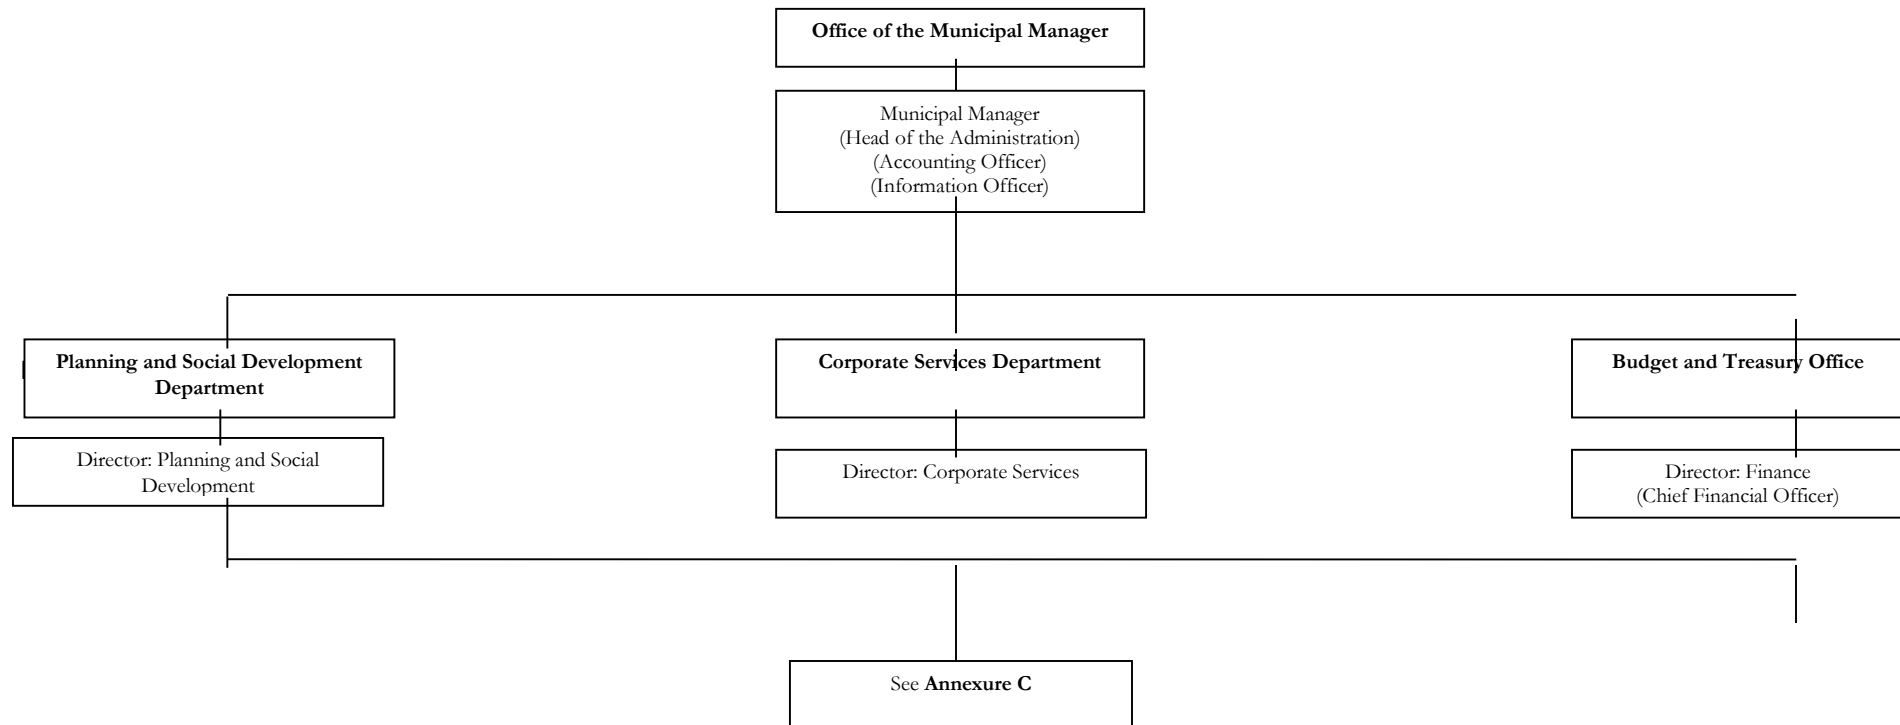 Office of the Municipal Manager
Municipal Manager
(Head of the Administration)
(Accounting Officer)
(Information Officer)
Planning and Social Development
Department
Corporate Services Department
Budget and Treasury Office
Director: Planning and Social
Development
Director: Corporate Services
Director: Finance
(Chief Financial Officer)
See Annexure C